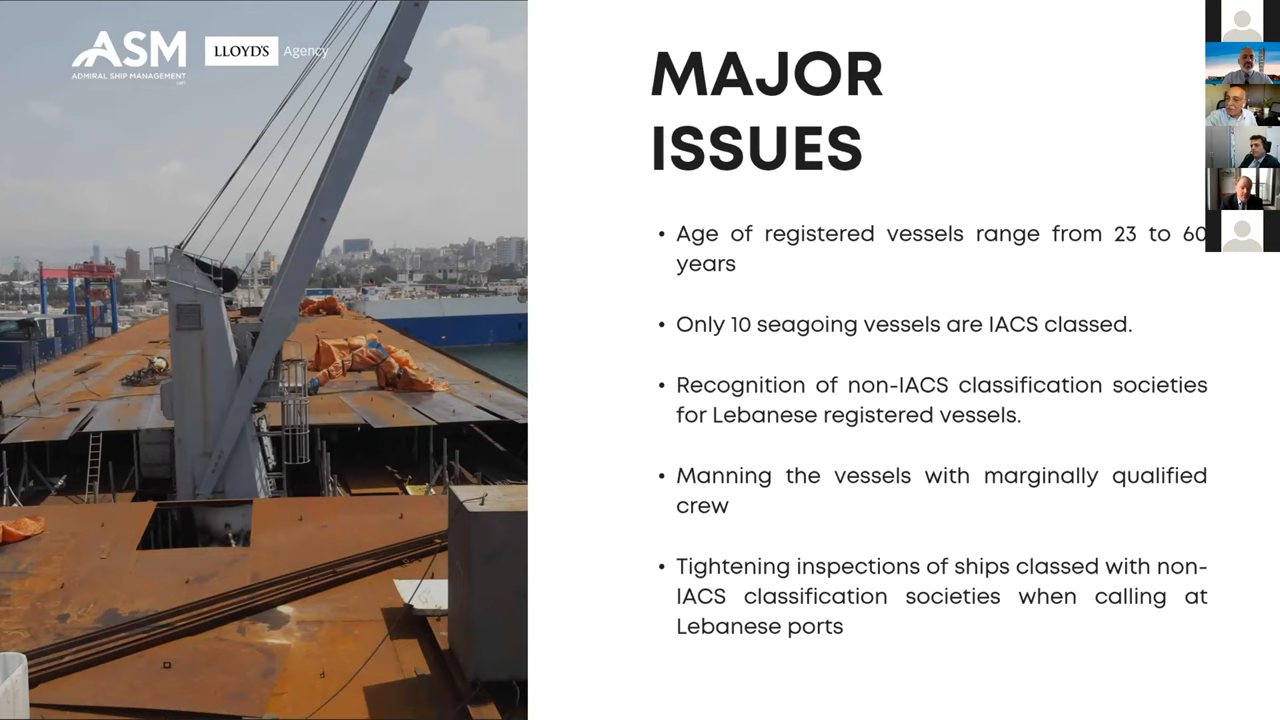 ASM
ADMIRAL SHIP MANAGEMENT
LLOYD'S Agency
MAJOR
ISSUES
• Age of registered vessels range from 23 to 60
years
• Only 10 seagoing vessels are IACS classed.
• Recognition of non-IACS classification societies
for Lebanese registered vessels.
• Manning the vessels with marginally qualified
crew
• Tightening inspections of ships classed with non-
IACS classification societies when calling at
Lebanese ports